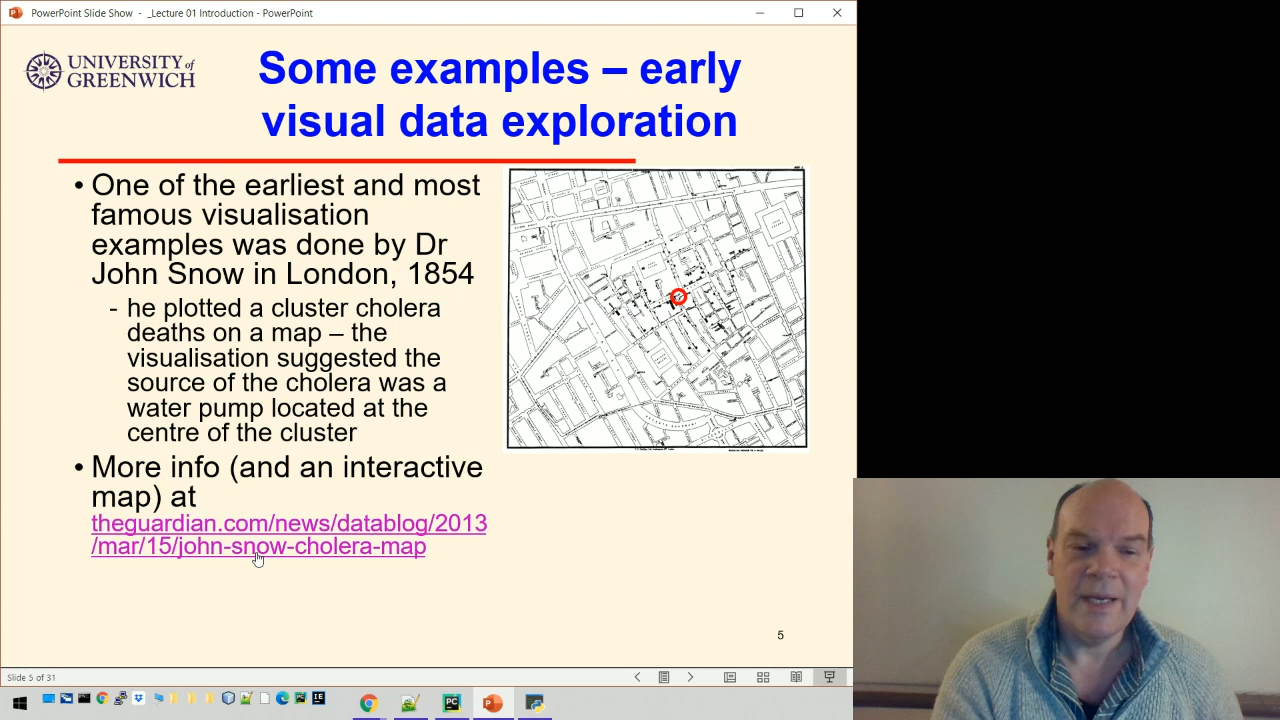 PowerPoint Slide Show - _Lecture 01 Introduction - PowerPoint
UNIVERSITY of
GREENWICH
Some examples – early
visual data exploration
• One of the earliest and most
famous visualisation
examples was done by Dr
John Snow in London, 1854
- he plotted a cluster cholera
deaths on a map – the
visualisation suggested the
source of the cholera was a
water pump located at the
centre of the cluster
• More info (and an interactive
map) at
theguardian.com/news/datablog/2013
/mar/15/john-snow-cholera-map
5
Slide 5 of 31